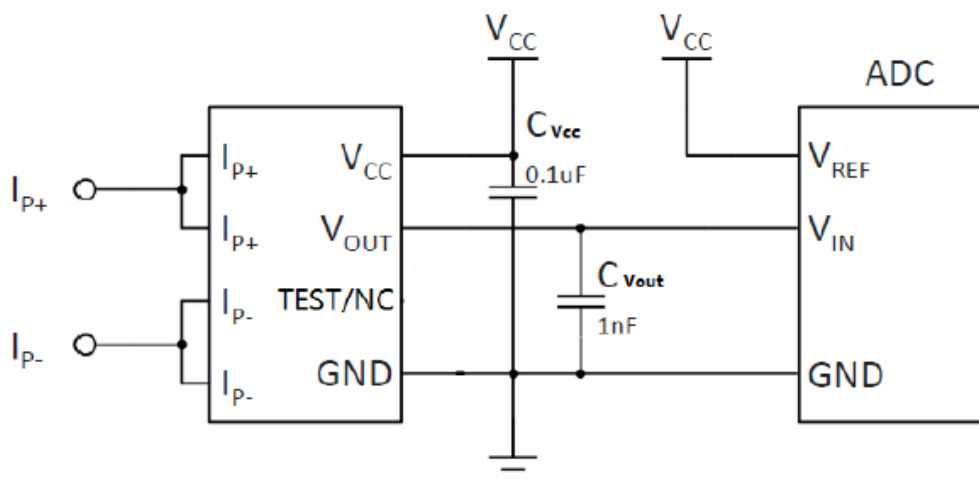 V_CC
V_CC
ADC
C_Vcc
0.1uF
I_P+
I_P+
I_P+
V_CC
V_OUT
TEST/NC
GND
I_P-
I_P-
I_P-
C_Vout
1nF
V_REF
V_IN
GND